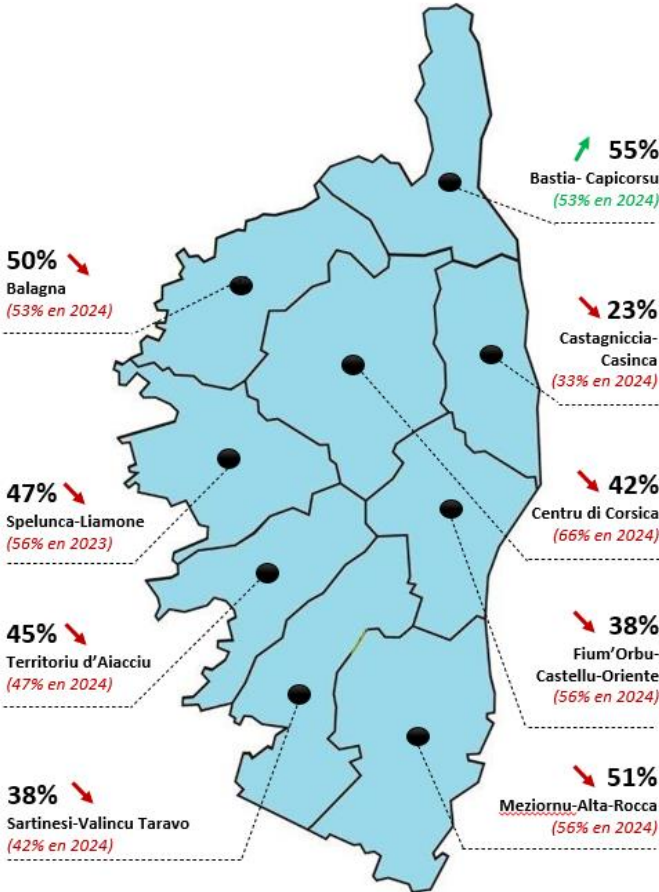 55%
Bastia- Capicorsu
(53% en 2024)
50%
Balagna
(53% en 2024)
23%
Castagniccia-
Casinca
(33% en 2024)
47%
Spelunca-Liamone
(56% en 2023)
42%
Centru di Corsica
(66% en 2024)
45%
Territoriu d'Aiacciu
(47% en 2024)
38%
Fium'Orbu-
Castellu-Oriente
(56% en 2024)
38%
Sartinesi-Valincu Taravo
(42% en 2024)
51%
Meziornu-Alta-Rocca
(56% en 2024)